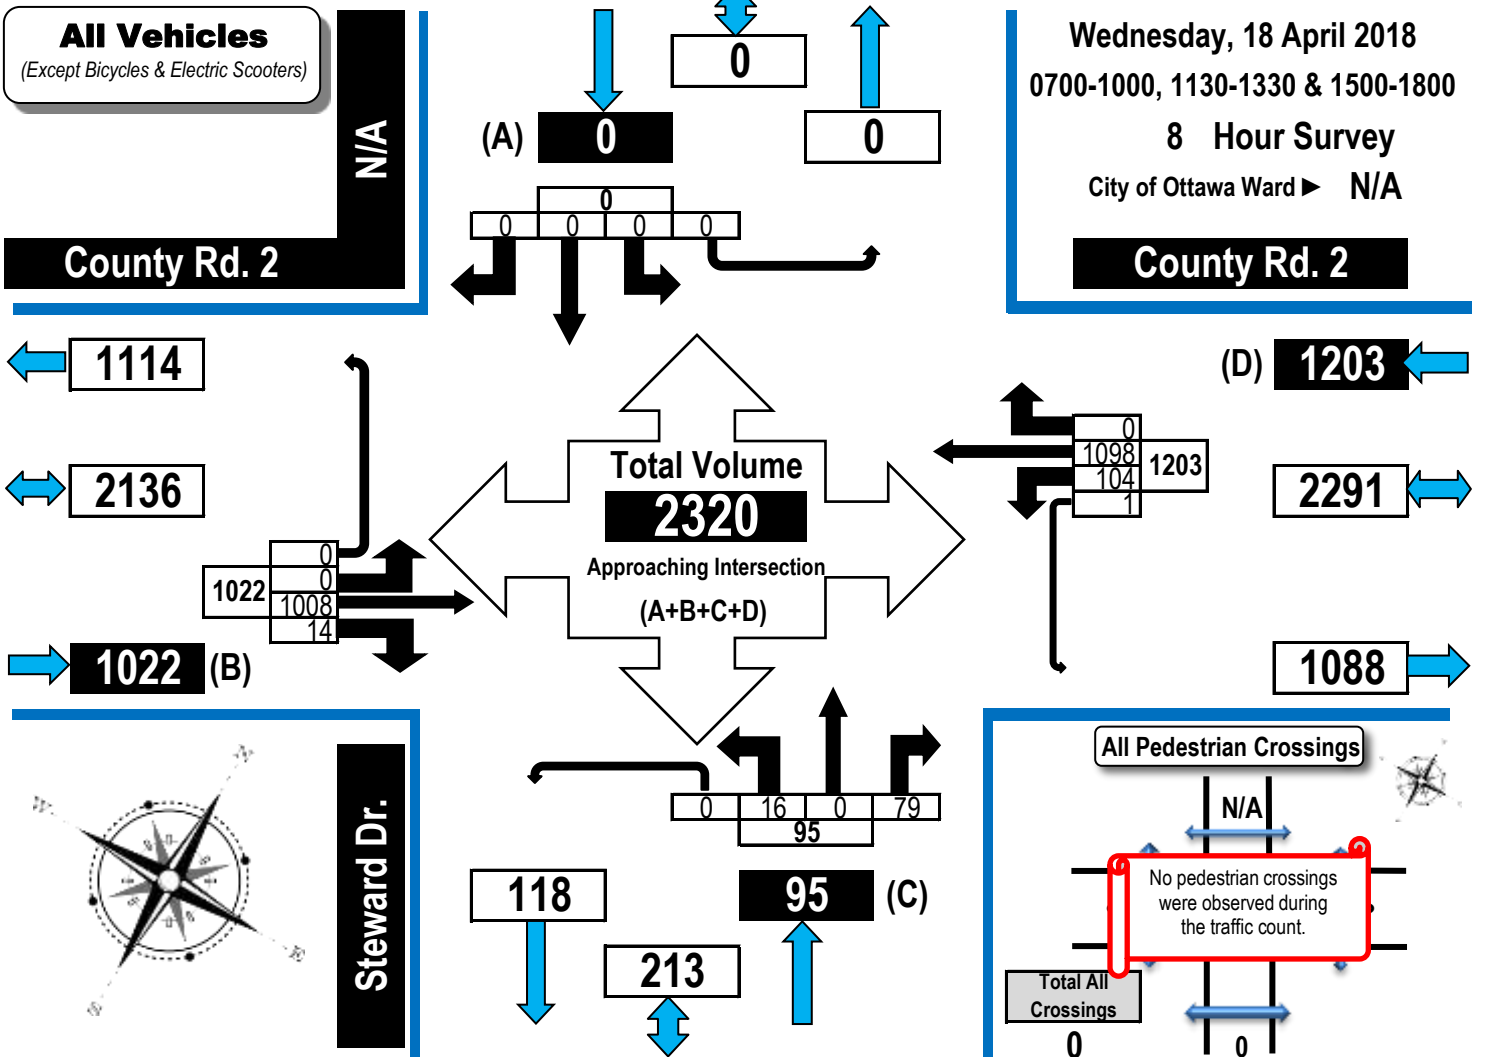 All Vehicles
(Except Bicycles & Electric Scooters)
N/A
County Rd. 2
0
(A) 0
0
0
0 0 0 0
Wednesday, 18 April 2018
0700-1000, 1130-1330 & 1500-1800
8 Hour Survey
City of Ottawa Ward ► N/A
County Rd. 2
1114
2136
0
0
1022
1008
14
1022 (B)
Total Volume
2320
Approaching Intersection
(A+B+C+D)
(D) 1203
0
1098
1203
104
1
2291
1088
Steward Dr.
0 16 0 79
95
118
95 (C)
213
All Pedestrian Crossings
N/A
No pedestrian crossings
were observed during
the traffic count.
Total All
Crossings
0
0